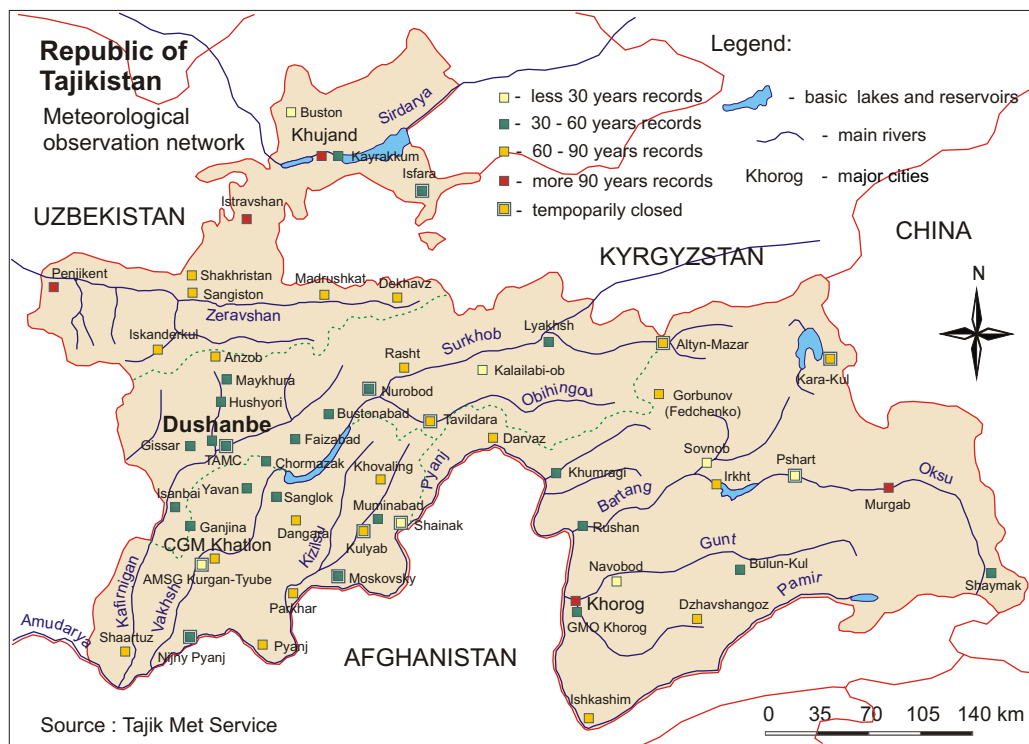 Republic of
Tajikistan
Meteorological
observation network
Legend:
- less 30 years records
- 30 - 60 years records
- 60 - 90 years records
- more 90 years records
- tempoparily closed
- basic lakes and reservoirs
- main rivers
Khorog - major cities
Buston
Sirdarya
Khujand
Kayrakkum
Isfara
Istravshan
UZBEKISTAN
KYRGYZSTAN
CHINA
N
Penjikent
Shakhristan
Sangiston
Madrushkat
Dekhavz
Zeravshan
Iskanderkul
Anzob
Maykhura
Hushyori
Rasht
Surkhob
Lyakhsh
Kalailabi-ob
Altyn-Mazar
Kara-Kul
Nurobod
Obihingou
Gorbunov
(Fedchenko)
Dushanbe
Bustonabad
Tavildara
Gissar
TAMC
Faizabad
Darvaz
Chormazak
Khovaling
Pyanj
Khumragi
Sovnob
Irkht
Pshart
Oksu
Murgab
Isanbai
Yavan
Sanglok
Muminabad
Bartang
Ganjina
Dangara
Kizilsu
Kulyab
Shainak
Rushan
CGM Khatlon
AMSG Kurgan-Tyube
Moskovsky
Gunt
Navobod
Bulun-Kul
Shaymak
Kafirnigan
Vakhsh
Parkhar
Khorog
GMO Khorog
Dzhavshangoz
Pamir
Amudarya
Shaartuz
Nijny Pyanj
Pyanj
AFGHANISTAN
Ishkashim
Source : Tajik Met Service
0 35 70 105 140 km